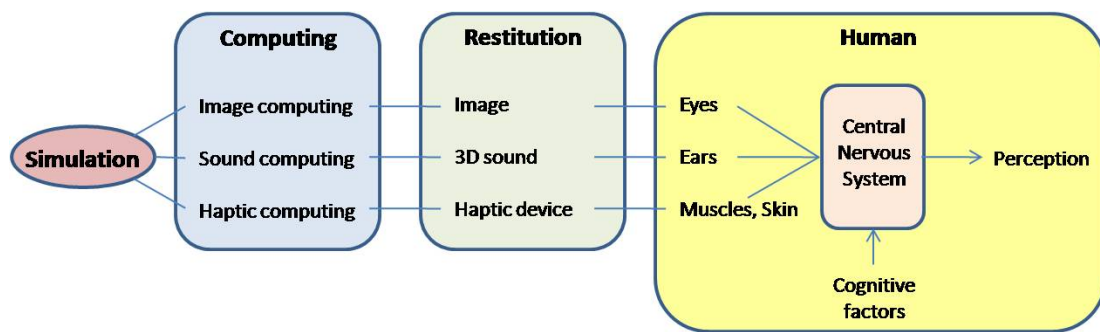 Computing
Restitution
Human
Image computing
Image
Eyes
Simulation
Sound computing
3D sound
Ears
Central
Nervous
System
Perception
Haptic computing
Haptic device
Muscles, Skin
Cognitive
factors